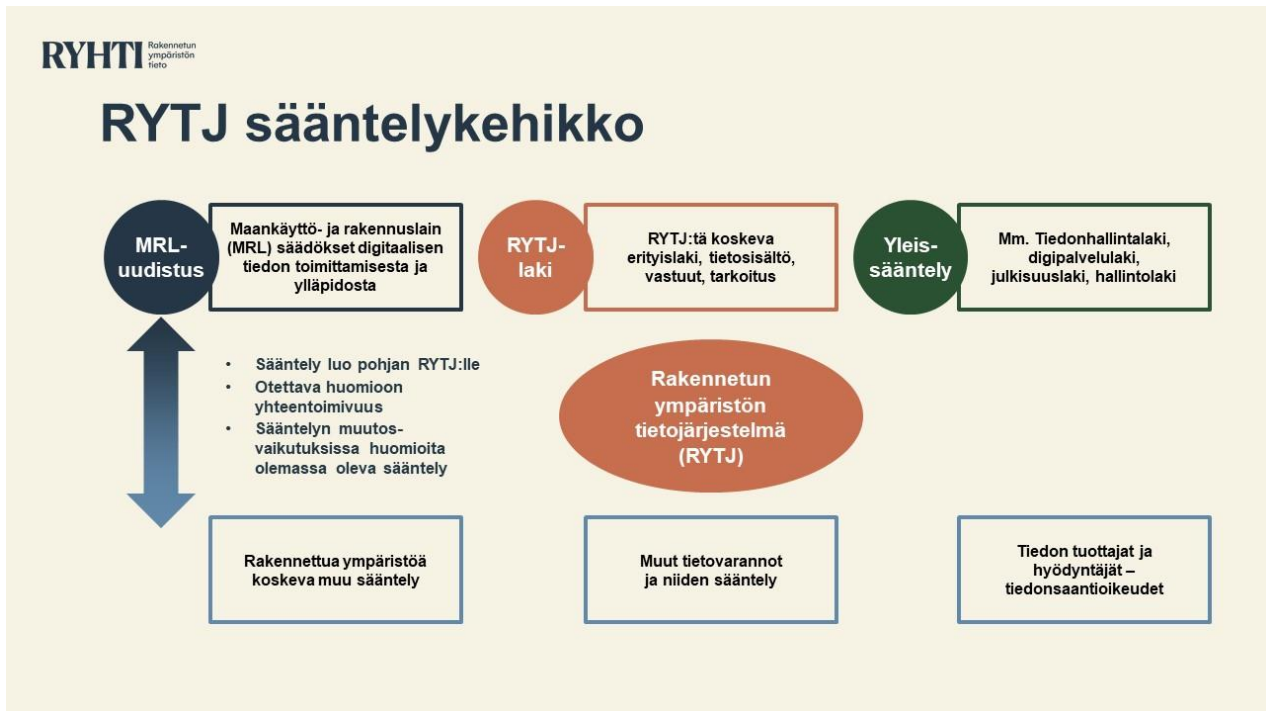 RYHTI
Rakennetun
ympäristön
tieto
RYTJ sääntelykehikko
MRL-
uudistus
Maankäyttö- ja rakennuslain
(MRL) säädökset digitaalisen
tiedon toimittamisesta ja
ylläpidosta
RYTJ-
laki
RYTJ:tä koskeva
erityislaki, tietosisältö,
vastuut, tarkoitus
Yleis-
sääntely
Mm. Tiedonhallintalaki,
digipalvelulaki,
julkisuuslaki, hallintolaki
• Sääntely luo pohjan RYTJ:lle
• Otettava huomioon
yhteentoimivuus
• Sääntelyn muutos-
vaikutuksissa huomioita
olemassa oleva sääntely
Rakennetun
ympäristön
tietojärjestelmä
(RYTJ)
Rakennettua ympäristöä
koskeva muu sääntely
Muut tietovarannot
ja niiden sääntely
Tiedon tuottajat ja
hyödyntäjät –
tiedonsaantioikeudet